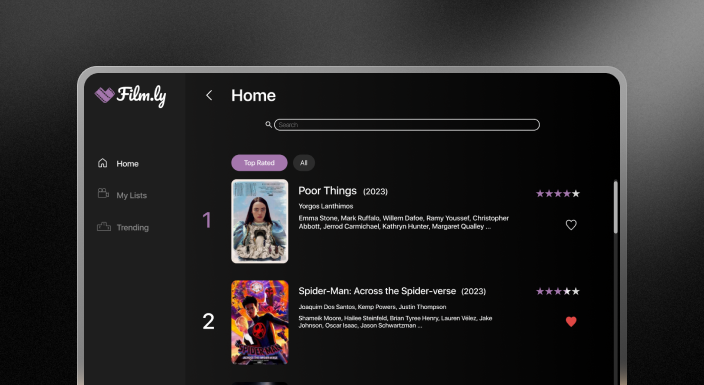 Film.ly
Home
Search
Home
My Lists
Trending
Top Rated
All
1
Poor Things (2023)
Yorgos Lanthimos
Emma Stone, Mark Ruffalo, Willem Dafoe, Ramy Youssef, Christopher
Abbott, Jerrod Carmichael, Kathryn Hunter, Margaret Qualley ...
2
Spider-Man: Across the Spider-verse (2023)
Joaquim Dos Santos, Kemp Powers, Justin Thompson
Shameik Moore, Hailee Steinfeld, Brian Tyree Henry, Lauren Vélez, Jake
Johnson, Oscar Isaac, Jason Schwartzman ...